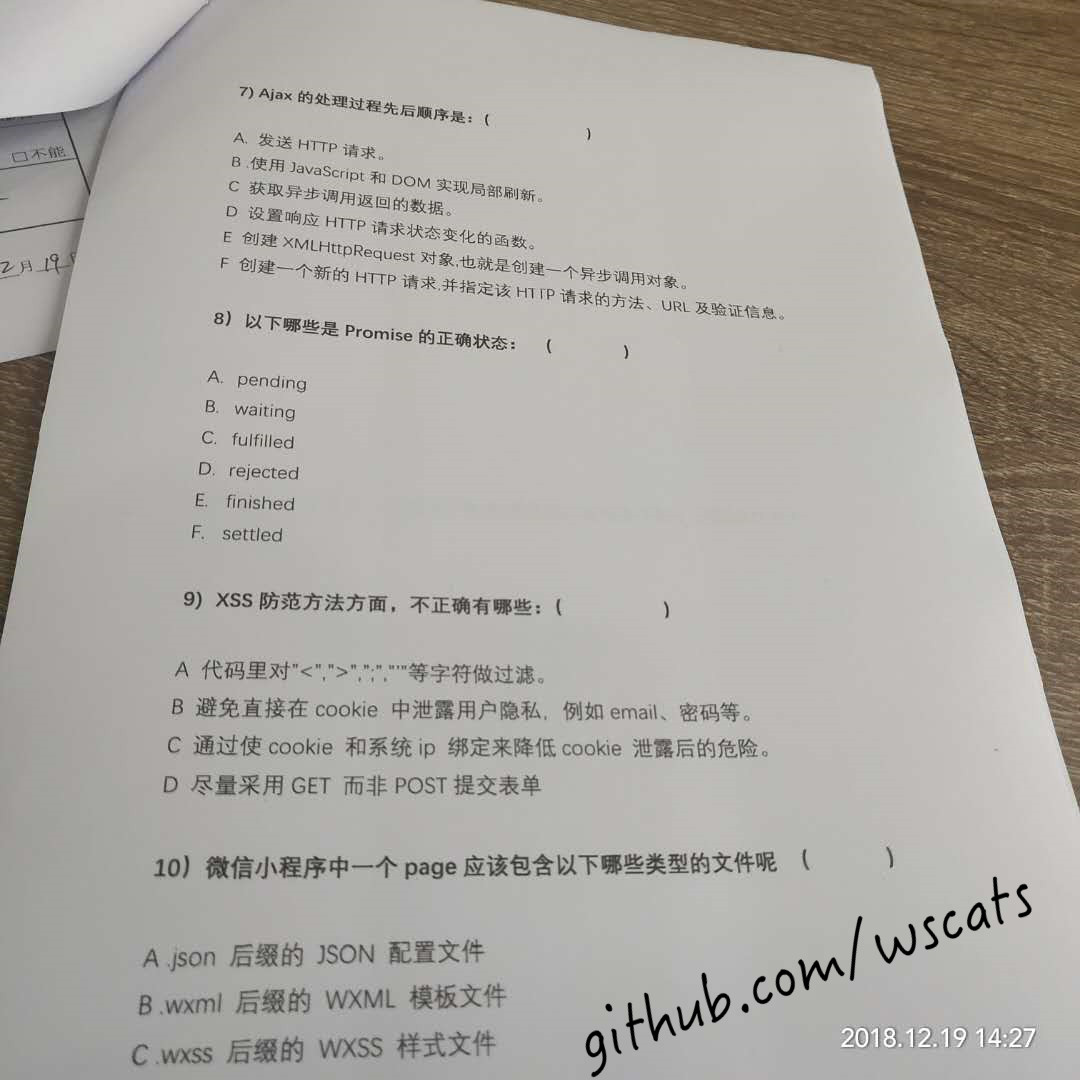 口不能
2月19
7) Ajax 的处理过程先后顺序是：(          )
A. 发送 HTTP 请求。
B .使用 JavaScript 和 DOM 实现局部刷新。
C 获取异步调用返回的数据。
D 设置响应 HTTP 请求状态变化的函数。
E 创建 XMLHttpRequest 对象,也就是创建一个异步调用对象。
F 创建一个新的 HTTP 请求,并指定该 HTTP 请求的方法、URL 及验证信息。
8）以下哪些是 Promise 的正确状态： (          )
A. pending
B. waiting
C. fulfilled
D. rejected
E. finished
F. settled
9）XSS 防范方法方面，不正确有哪些：(          )
A 代码里对"<",">",";","'"等字符做过滤。
B 避免直接在 cookie 中泄露用户隐私，例如 email、密码等。
C 通过使 cookie 和系统 ip 绑定来降低 cookie 泄露后的危险。
D 尽量采用 GET 而非 POST 提交表单
10）微信小程序中一个 page 应该包含以下哪些类型的文件呢 (          )
A .json 后缀的 JSON 配置文件
B .wxml 后缀的 WXML 模板文件
C .wxss 后缀的 WXSS 样式文件
github.com/wscats
2018.12.19 14:27